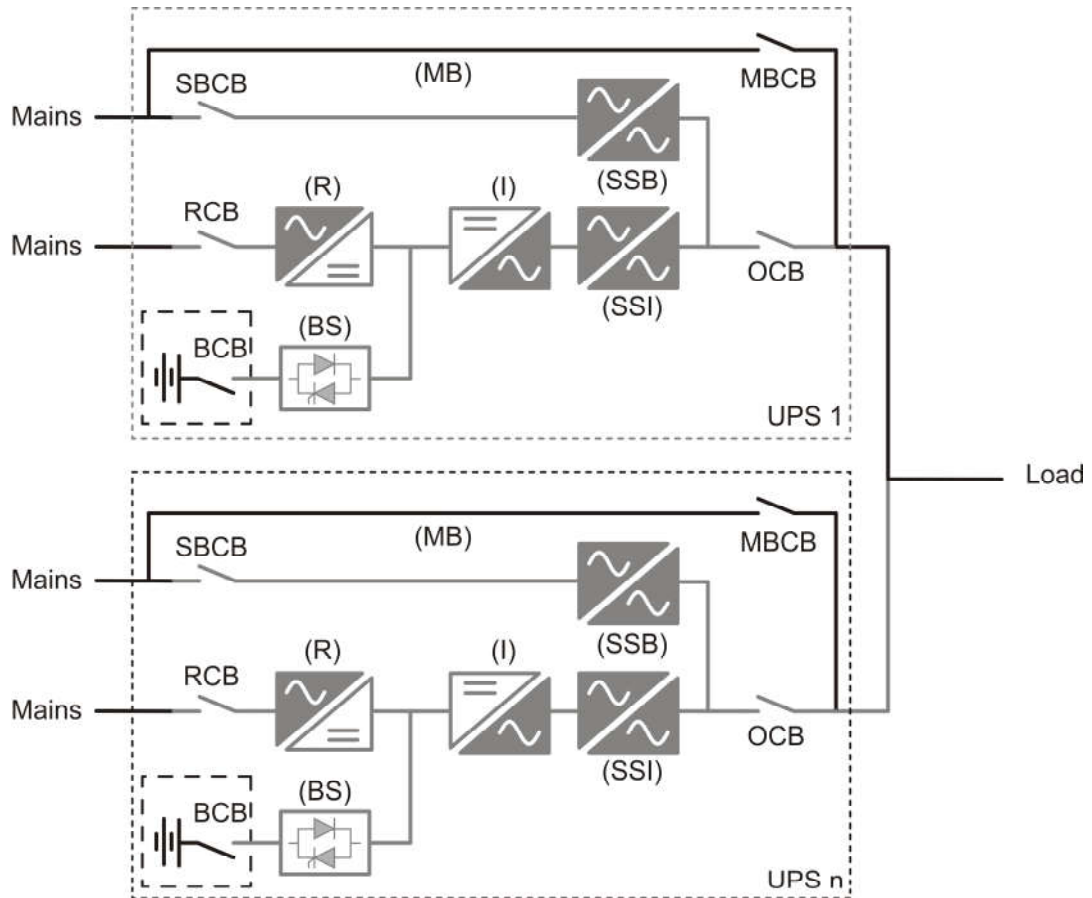 (MB)
MBCB
SBCB
Mains
(SSB)
(R)
(I)
RCB
Mains
OCB
(SSI)
(BS)
BCB
UPS 1
Load
(MB)
MBCB
SBCB
Mains
(SSB)
(R)
(I)
RCB
Mains
OCB
(SSI)
(BS)
BCB
UPS n